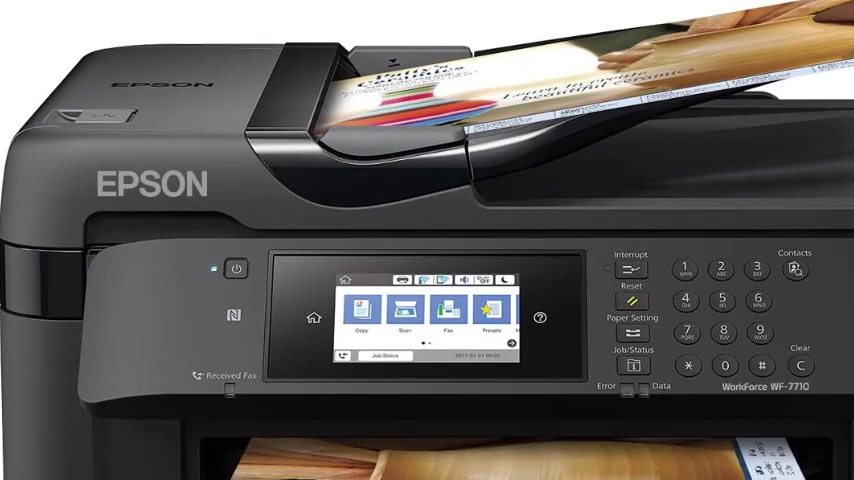 EPSON
Pottery's
Ceramics
Learn to create
beautiful ceramics
EPSON
Interrupt
Contacts
1
2
ABC
3
DEF
Reset
4
GHI
5
JKL
6
MNO
Paper Setting
7
PQRS
8
TUV
9
WXYZ
Job/Status
Clear
* 0 # C
Copy
Scan
Fax
Presets
Job/Status
2017-01-01 00:00
Received Fax
Error
Data
WorkForce WF-7710